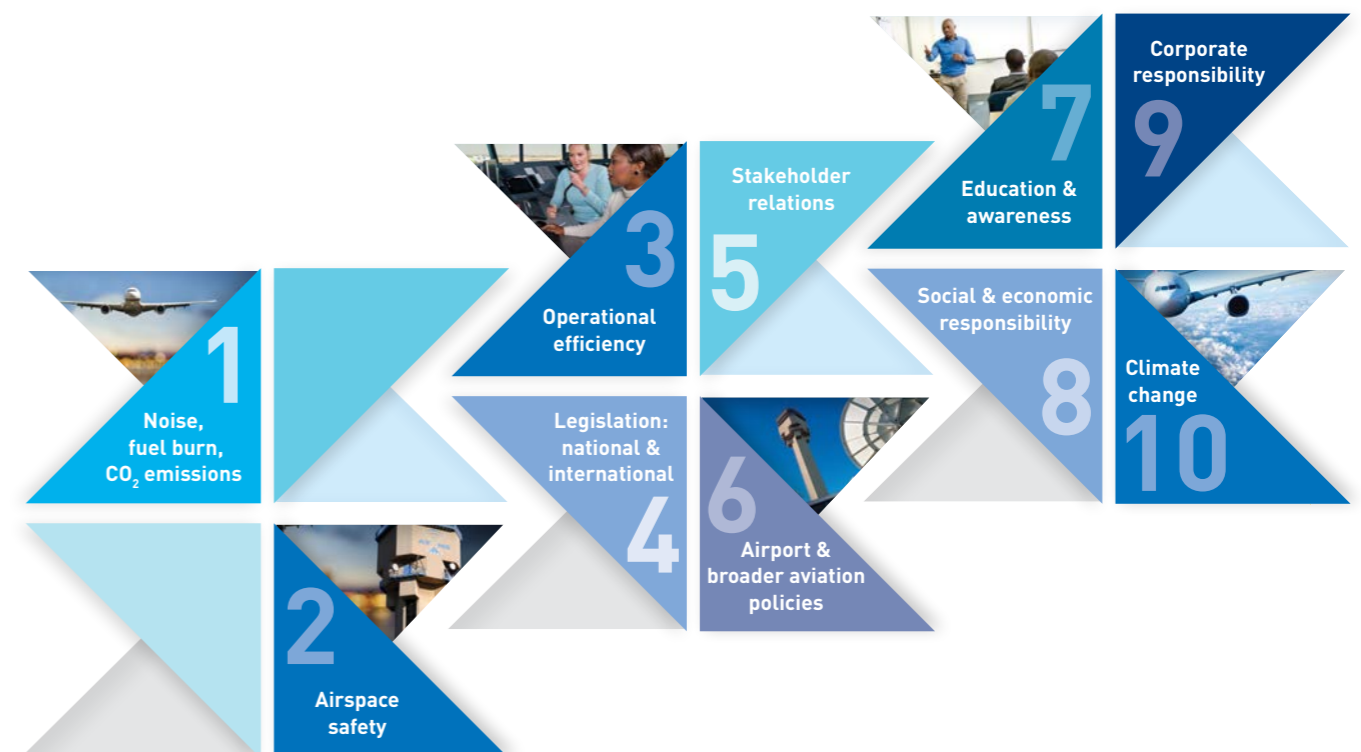 1
Noise,
fuel burn,
CO₂ emissions
2
Airspace
safety
3
Operational
efficiency
Legislation:
national &
international
4
Stakeholder
relations
5
6
Airport &
broader aviation
policies
7
Education &
awareness
Social & economic
responsibility
8
Corporate
responsibility
9
Climate
change
10